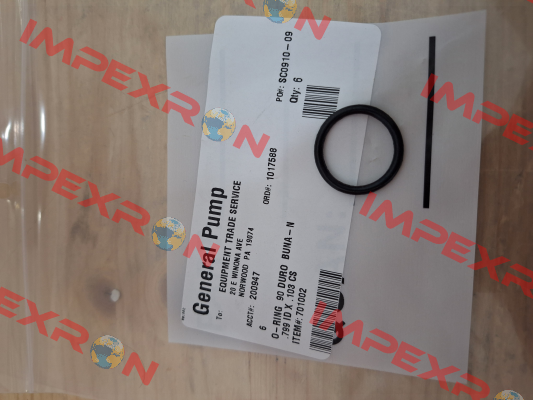 General Pump
To: EQUIPMENT TRADE SERVICE
20 E WINONA AVE
NORWOOD PA 19074
ACCT#: 200947
ORD#: 1017588
PO#: SC0910-09
Qty: 6
6
O-RING 90 DURO BUNA-N
.799 ID X .103 CS
ITEM#: 701002
IMPEXRON
IMPEXRON
IMPEXRON
IMPEXRON
IMPEXRON